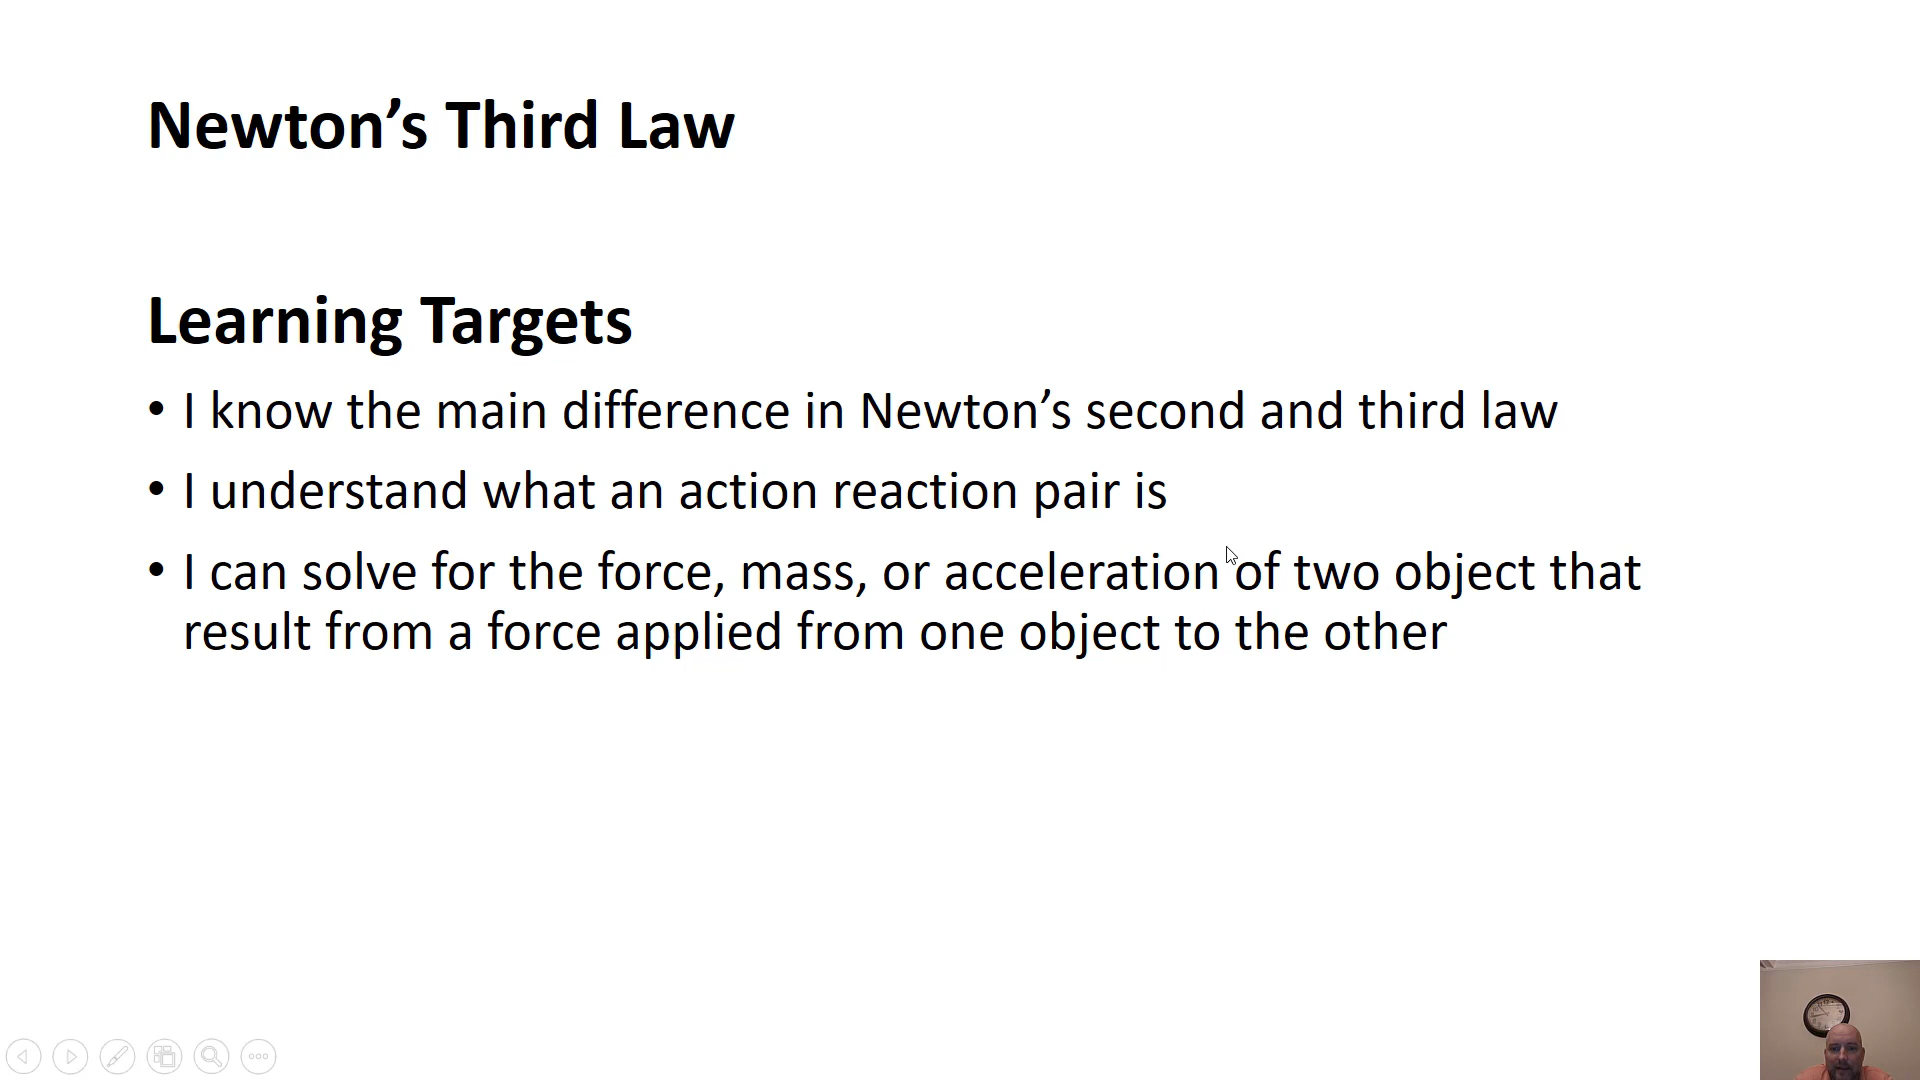 Newton’s Third Law
Learning Targets
• I know the main difference in Newton’s second and third law
• I understand what an action reaction pair is
• I can solve for the force, mass, or acceleration of two object that
result from a force applied from one object to the other